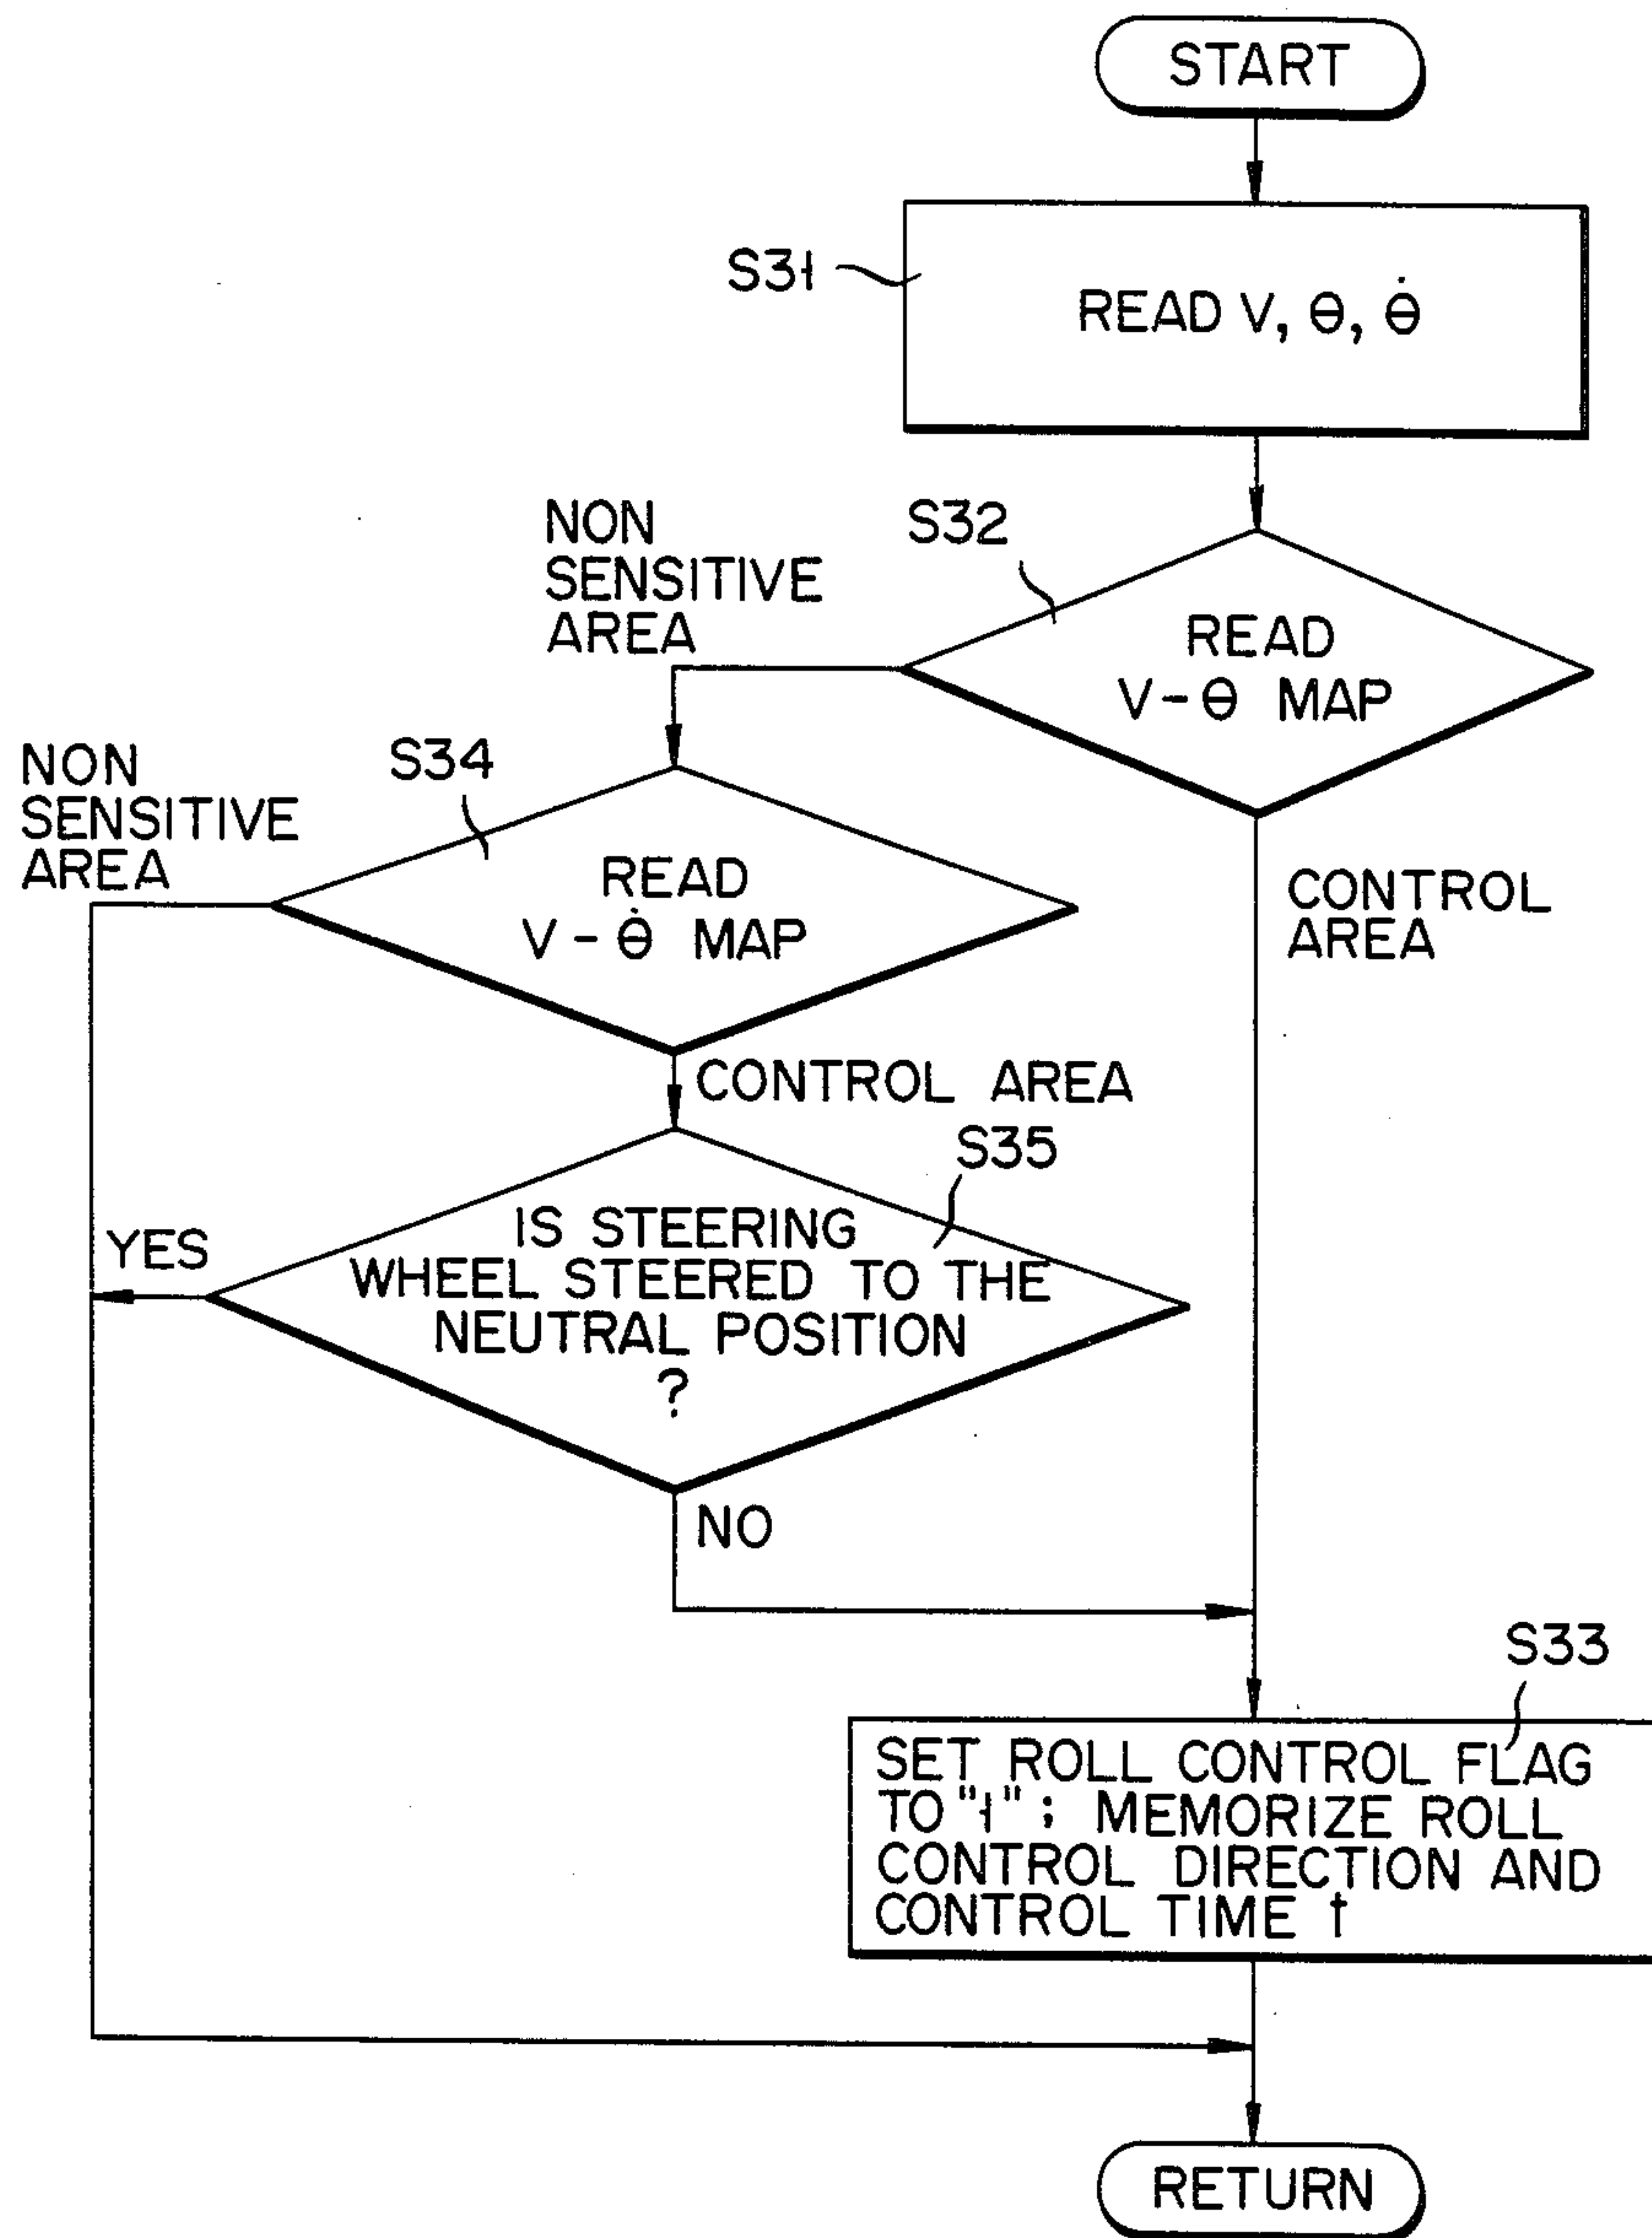 START
S31
READ V, θ, θ̇
S32
NON
SENSITIVE
AREA
READ
V-θ MAP
S34
NON
SENSITIVE
AREA
READ
V-θ̇ MAP
CONTROL
AREA
CONTROL AREA
S35
IS STEERING
WHEEL STEERED TO THE
NEUTRAL POSITION
?
YES
NO
S33
SET ROLL CONTROL FLAG
TO "1"; MEMORIZE ROLL
CONTROL DIRECTION AND
CONTROL TIME t
RETURN